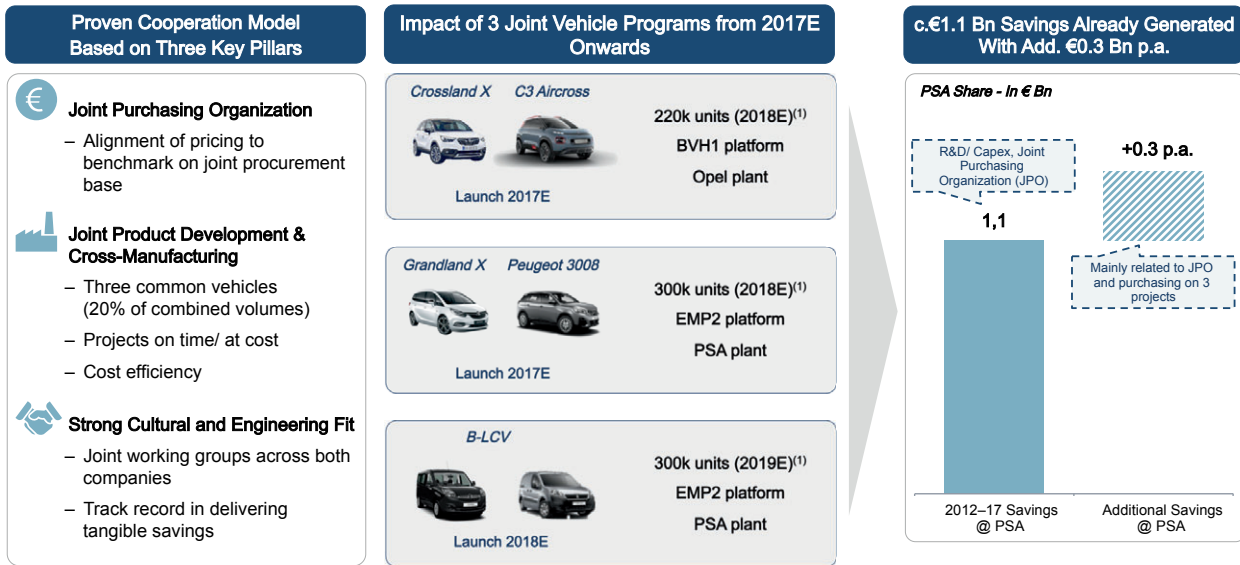 Proven Cooperation Model
Based on Three Key Pillars
€
Joint Purchasing Organization
– Alignment of pricing to
benchmark on joint procurement
base
Joint Product Development &
Cross-Manufacturing
– Three common vehicles
(20% of combined volumes)
– Projects on time/ at cost
– Cost efficiency
Strong Cultural and Engineering Fit
– Joint working groups across both
companies
– Track record in delivering
tangible savings
Impact of 3 Joint Vehicle Programs from 2017E
Onwards
Crossland X C3 Aircross
Launch 2017E
220k units (2018E)(1)
BVH1 platform
Opel plant
Grandland X Peugeot 3008
Launch 2017E
300k units (2018E)(1)
EMP2 platform
PSA plant
B-LCV
Launch 2018E
300k units (2019E)(1)
EMP2 platform
PSA plant
c.€1.1 Bn Savings Already Generated
With Add. €0.3 Bn p.a.
PSA Share - In € Bn
R&D/ Capex, Joint
Purchasing
Organization (JPO)
1,1
+0.3 p.a.
Mainly related to JPO
and purchasing on 3
projects
2012–17 Savings
@ PSA
Additional Savings
@ PSA